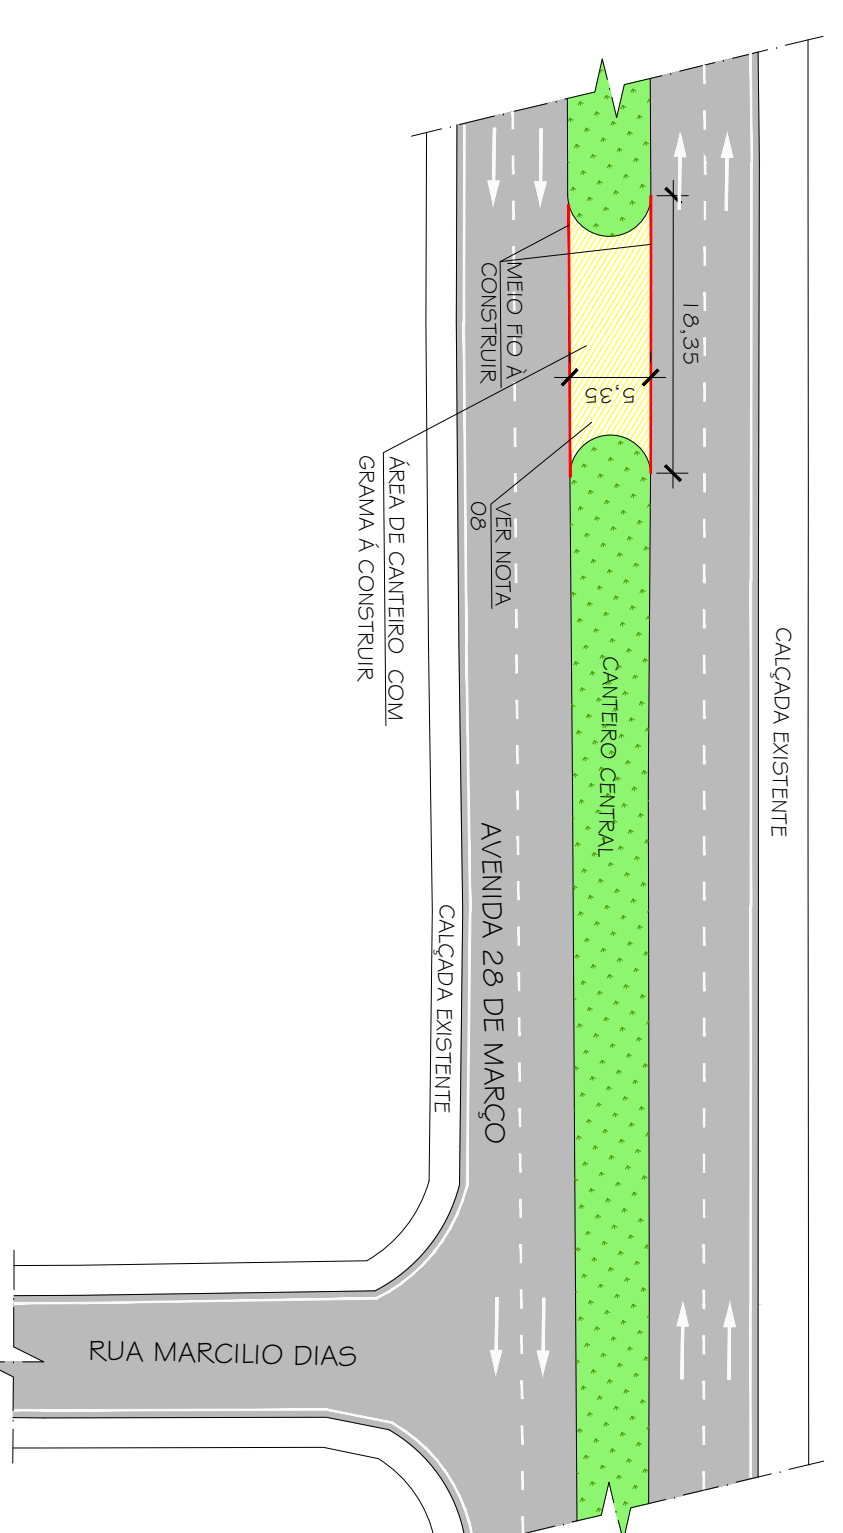 MEIO FIO À
CONSTRUIR
18,35
5,35
ÁREA DE CANTEIRO COM
GRAMA Á CONSTRUIR
VER NOTA
08
CANTEIRO CENTRAL
CALÇADA EXISTENTE
AVENIDA 28 DE MARÇO
CALÇADA EXISTENTE
RUA MARCILIO DIAS